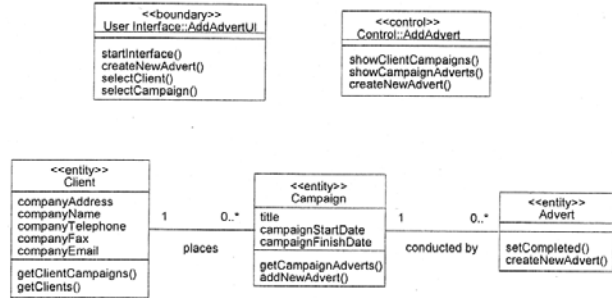 <<boundary>>
User Interface::AddAdvertUI
startInterface()
createNewAdvert()
selectClient()
selectCampaign()
<<control>>
Control::AddAdvert
showClientCampaigns()
showCampaignAdverts()
createNewAdvert()
<<entity>>
Client
companyAddress
companyName
companyTelephone
companyFax
companyEmail
getClientCampaigns()
getClients()
1
0..*
places
<<entity>>
Campaign
title
campaignStartDate
campaignFinishDate
getCampaignAdverts()
addNewAdvert()
1
0..*
conducted by
<<entity>>
Advert
setCompleted()
createNewAdvert()